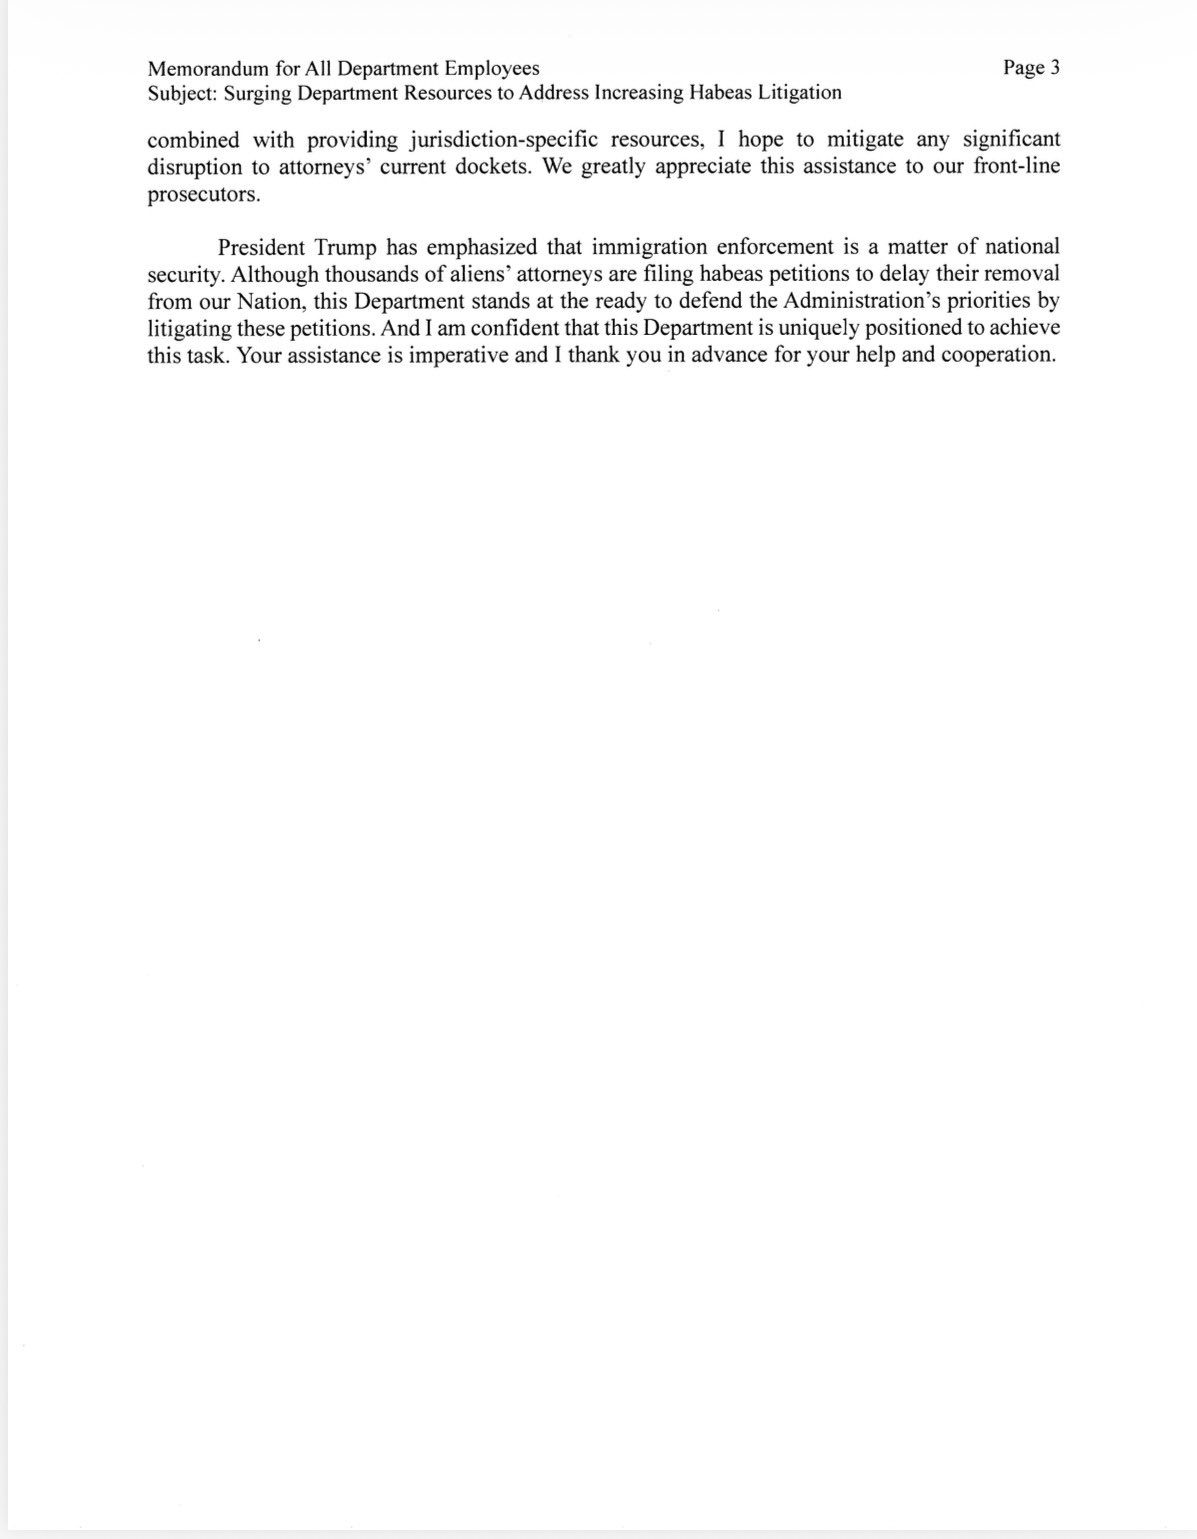 Memorandum for All Department Employees Page 3
Subject: Surging Department Resources to Address Increasing Habeas Litigation
combined with providing jurisdiction-specific resources, I hope to mitigate any significant
disruption to attorneys’ current dockets. We greatly appreciate this assistance to our front-line
prosecutors.
President Trump has emphasized that immigration enforcement is a matter of national
security. Although thousands of aliens’ attorneys are filing habeas petitions to delay their removal
from our Nation, this Department stands at the ready to defend the Administration’s priorities by
litigating these petitions. And I am confident that this Department is uniquely positioned to achieve
this task. Your assistance is imperative and I thank you in advance for your help and cooperation.